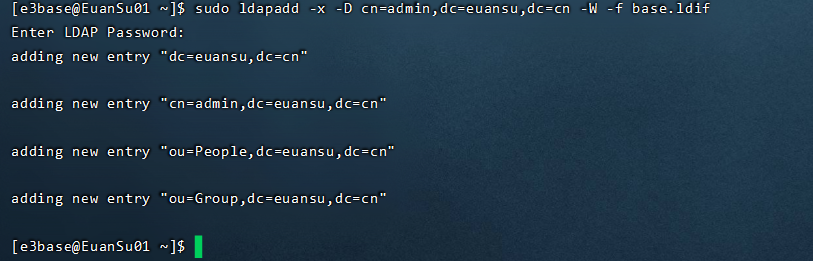 [e3base@EuanSu01 ~]$ sudo ldapadd -x -D cn=admin,dc=euansu,dc=cn -W -f base.ldif
Enter LDAP Password:
adding new entry "dc=euansu,dc=cn"
adding new entry "cn=admin,dc=euansu,dc=cn"
adding new entry "ou=People,dc=euansu,dc=cn"
adding new entry "ou=Group,dc=euansu,dc=cn"
[e3base@EuanSu01 ~]$